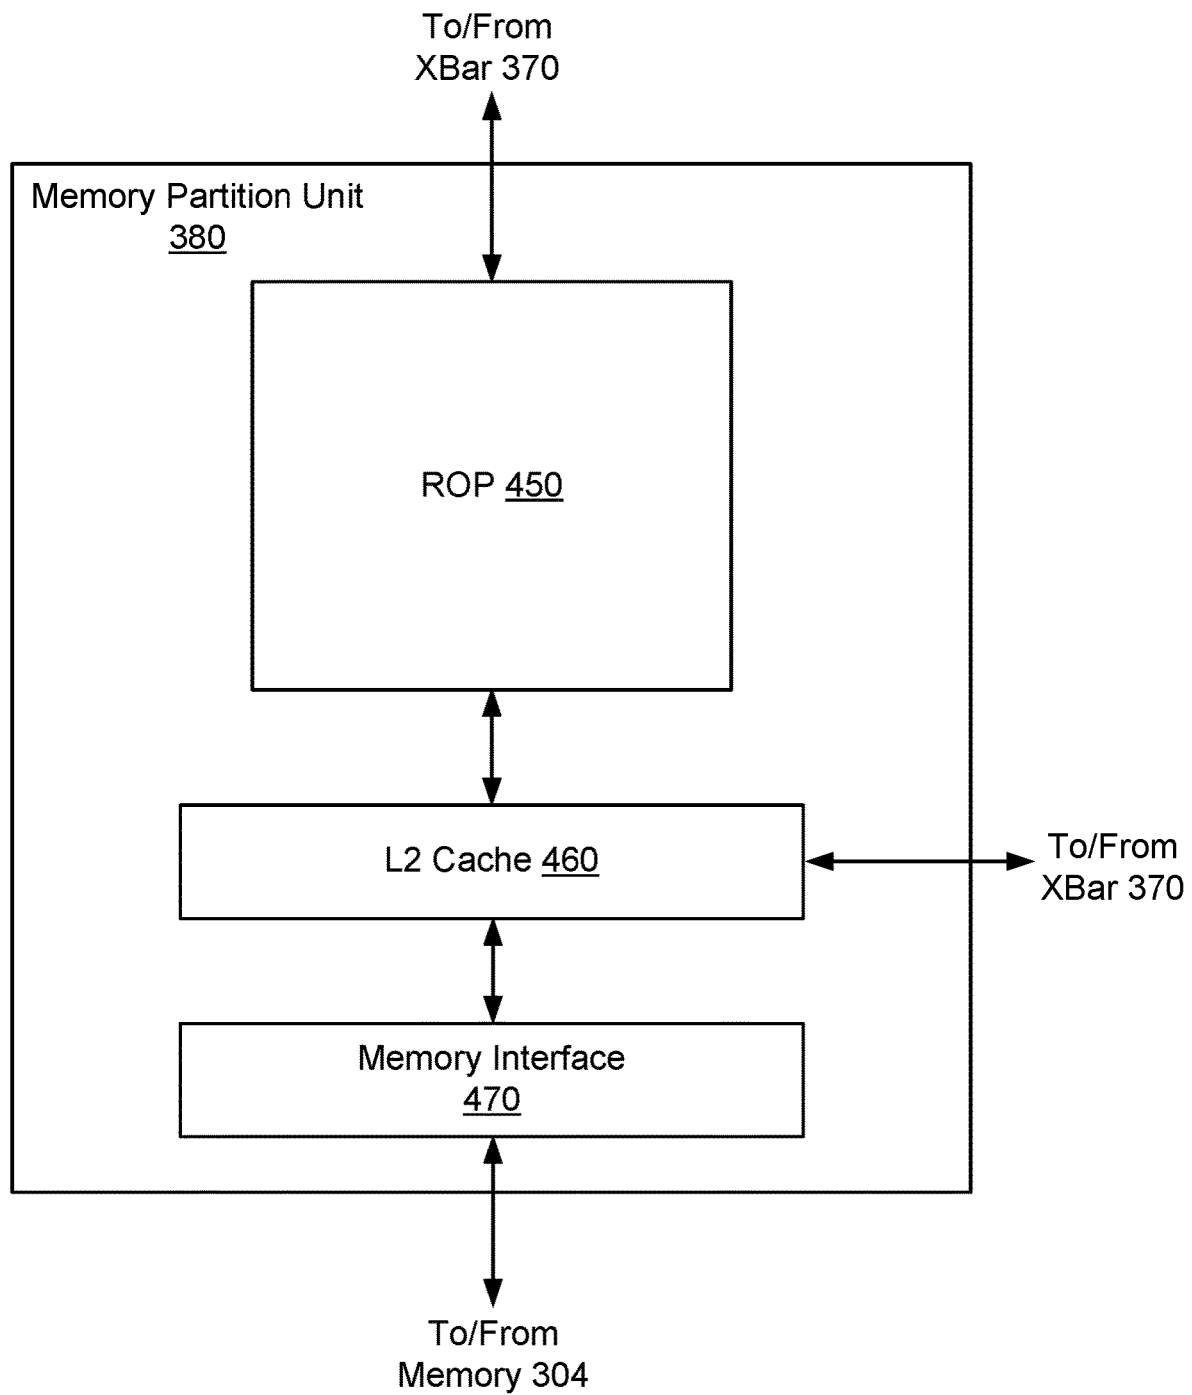 To/From
XBar 370
Memory Partition Unit
380
ROP 450
L2 Cache 460
To/From
XBar 370
Memory Interface
470
To/From
Memory 304